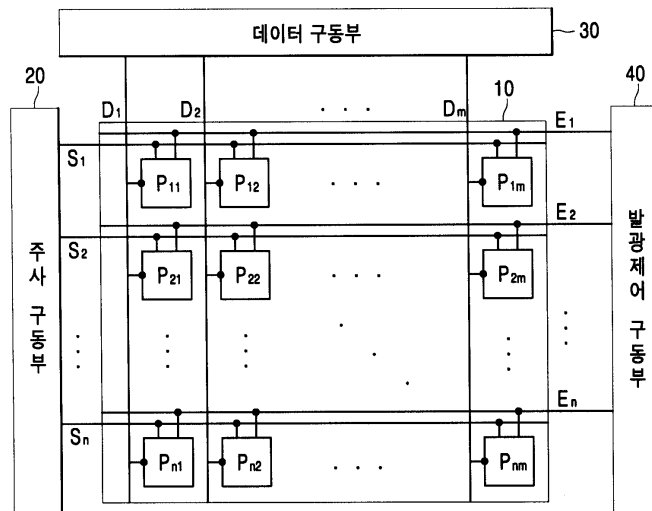 데이터 구동부
30
20
40
10
D1 D2 . . . Dm
E1
S1
P11 P12 . . . P1m
E2
S2
P21 P22 . . . P2m
주사 구동부
발광제어 구동부
En
Sn
Pn1 Pn2 . . . Pnm